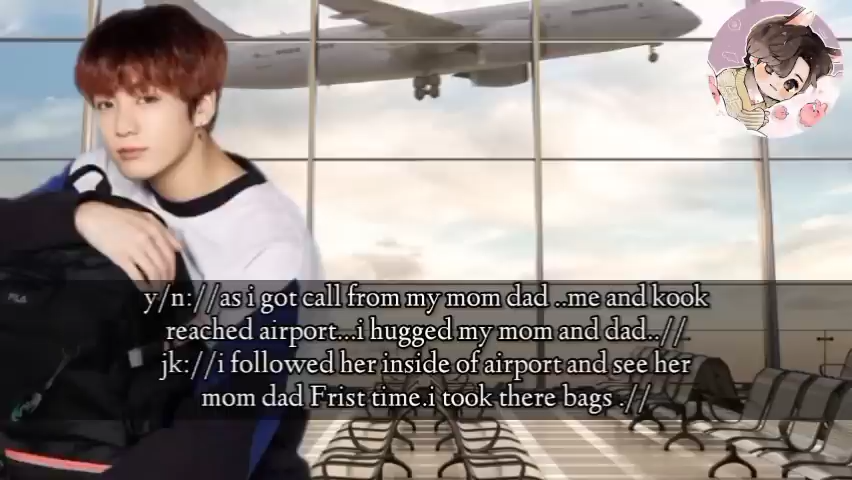 y/n://as i got call from my mom dad ..me and kook
reached airport...i hugged my mom and dad..//
jk://i followed her inside of airport and see her
mom dad Frist time.i took there bags .//
FILA